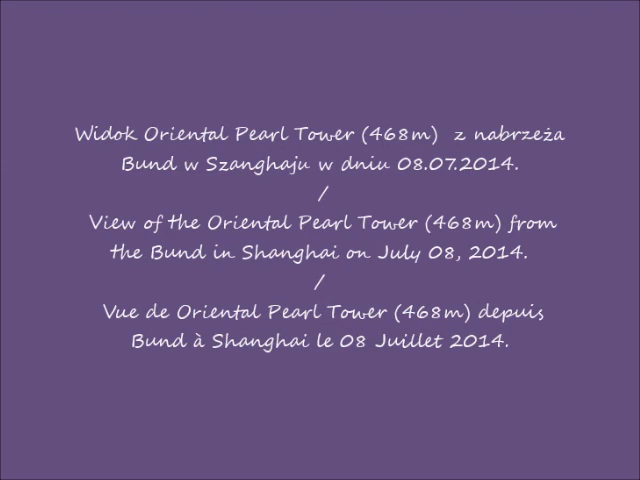 Widok Oriental Pearl Tower (468m) z nabrzeża
Bund w Szanghaju w dniu 08.07.2014.
/
View of the Oriental Pearl Tower (468m) from
the Bund in Shanghai on July 08, 2014.
/
Vue de Oriental Pearl Tower (468m) depuis
Bund à Shanghai le 08 Juillet 2014.